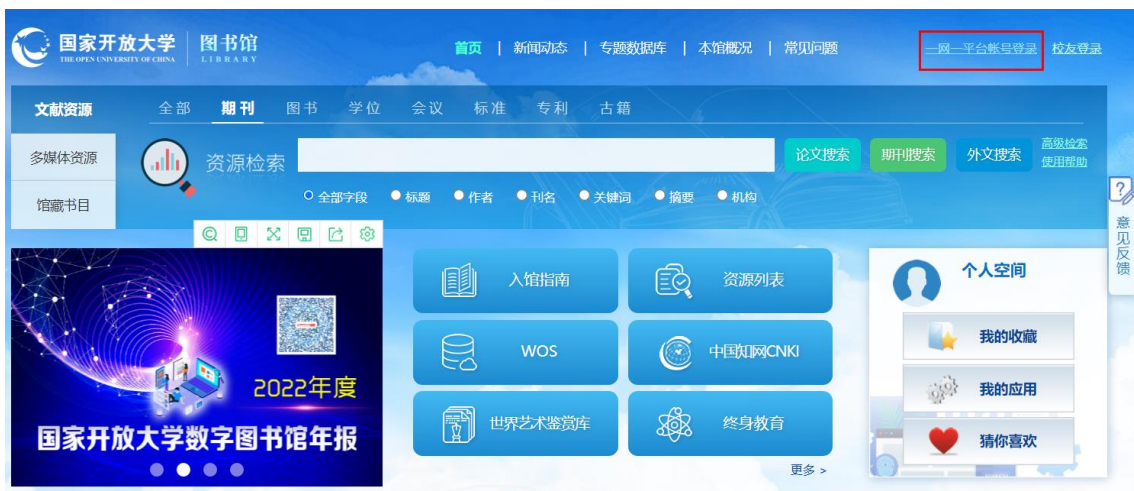 国家开放大学
THE OPEN UNIVERSITY OF CHINA
图书馆
LIBRARY
首页 | 新闻动态 | 专题数据库 | 本馆概况 | 常见问题
一网一平台帐号登录 校友登录
文献资源
多媒体资源
馆藏书目
全部 期刊 图书 学位 会议 标准 专利 古籍
资源检索
论文搜索 期刊搜索 外文搜索
高级检索
使用帮助
全部字段 标题 作者 刊名 关键词 摘要 机构
意见反馈
2022年度
国家开放大学数字图书馆年报
入馆指南 资源列表
WOS 中国知网CNKI
世界艺术鉴赏库 终身教育
更多 >
个人空间
我的收藏
我的应用
猜你喜欢